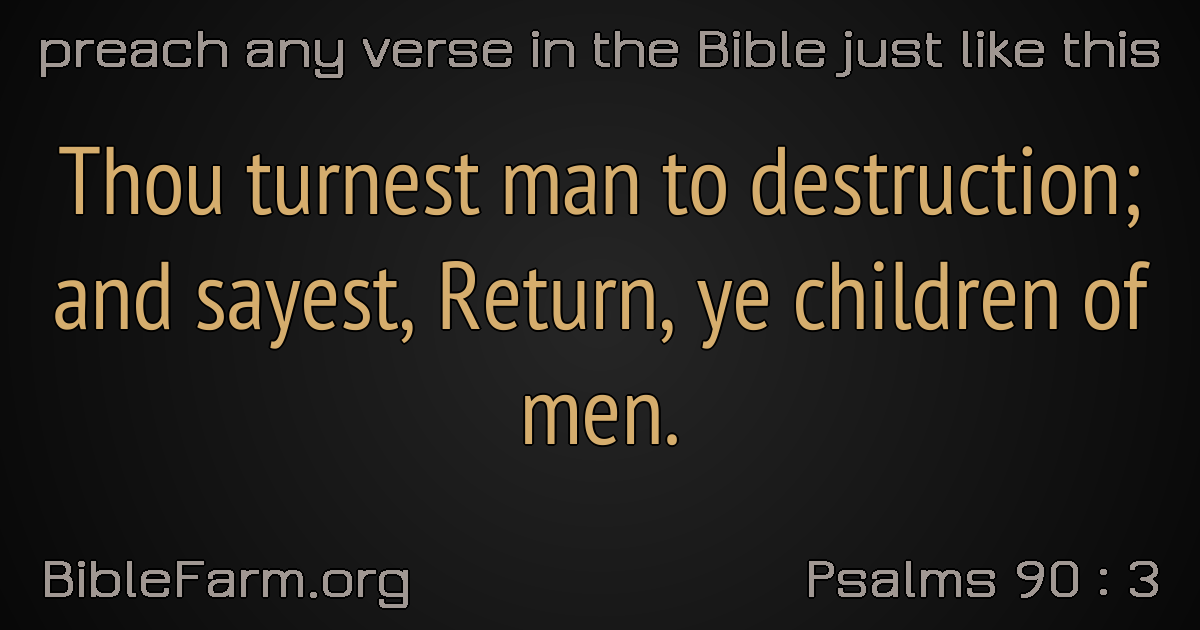 preach any verse in the Bible just like this
Thou turnest man to destruction;
and sayest, Return, ye children of
men.
BibleFarm.org
Psalms 90 : 3